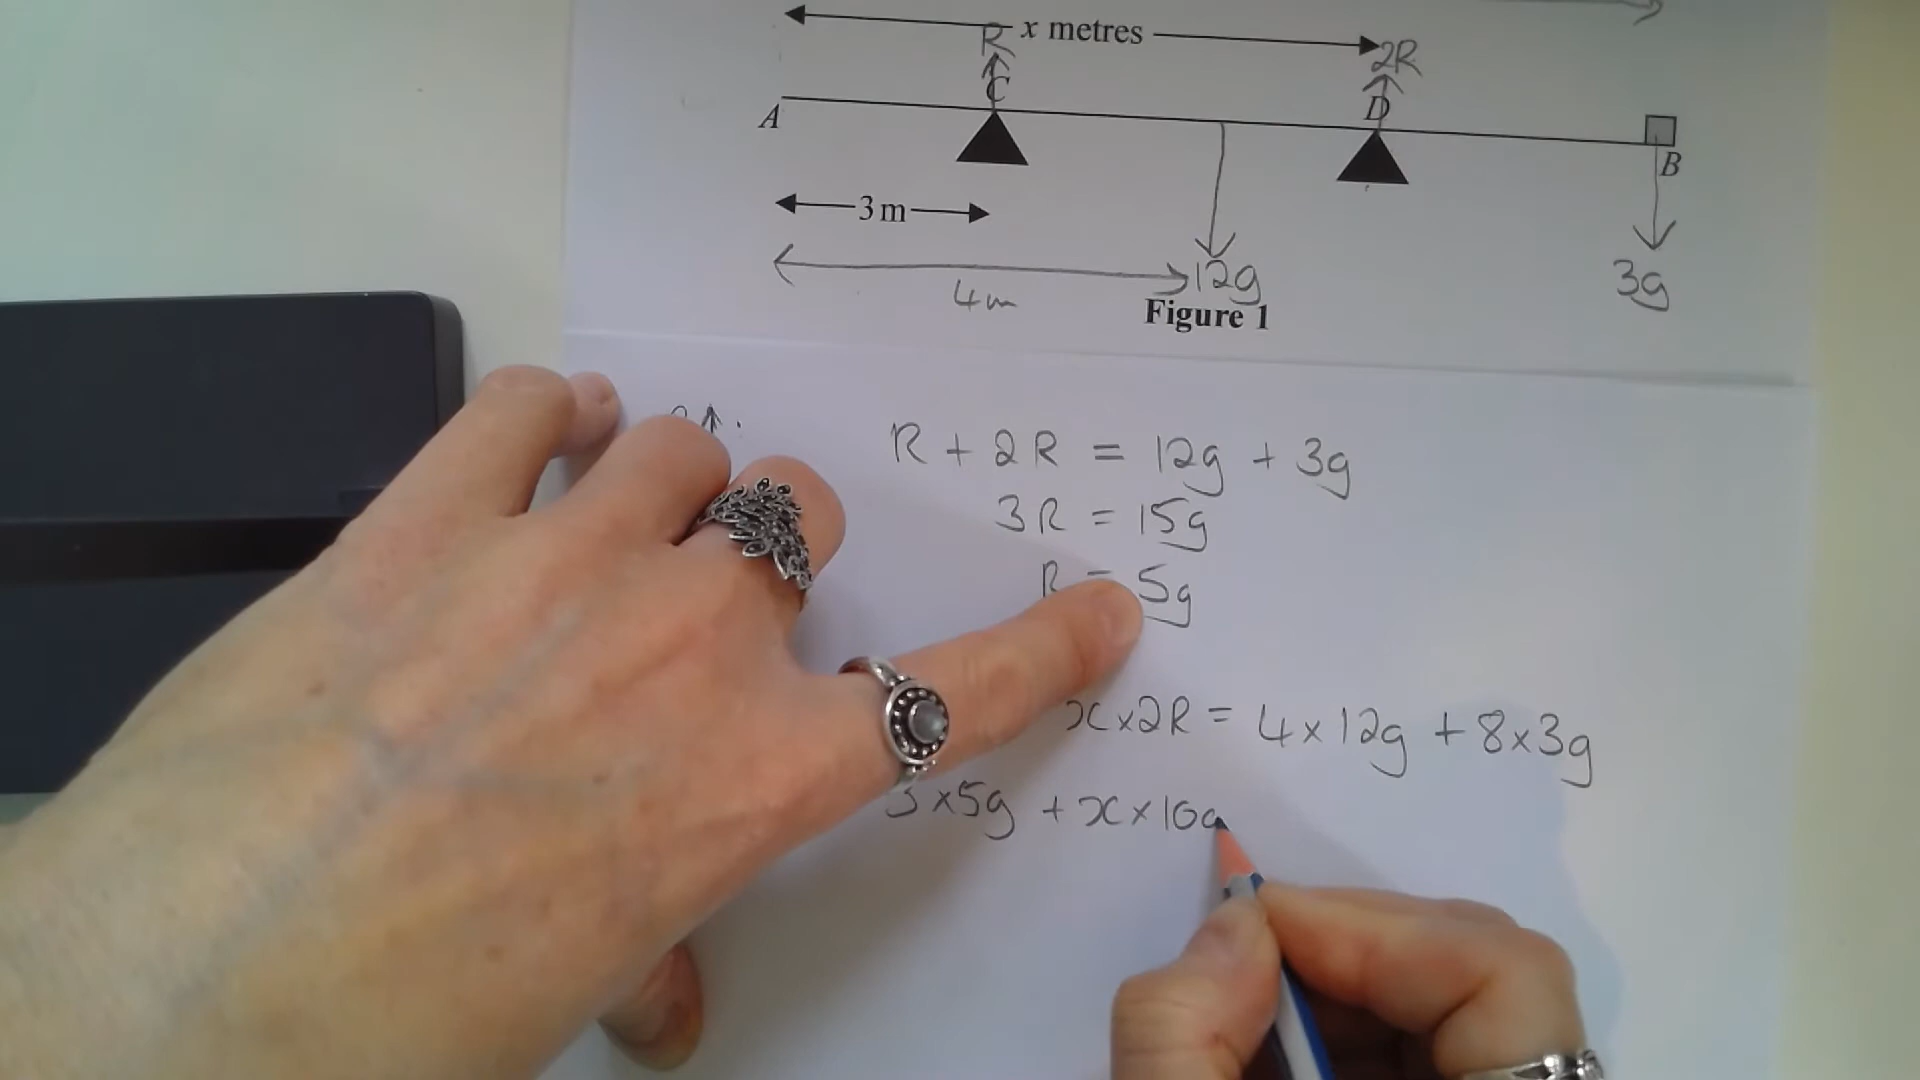 x metres
R
2R
C
D
A
B
3 m
12g
3g
4m
Figure 1
R + 2R = 12g + 3g
3R = 15g
R = 5g
x×2R = 4×12g + 8×3g
3×5g + x×10g